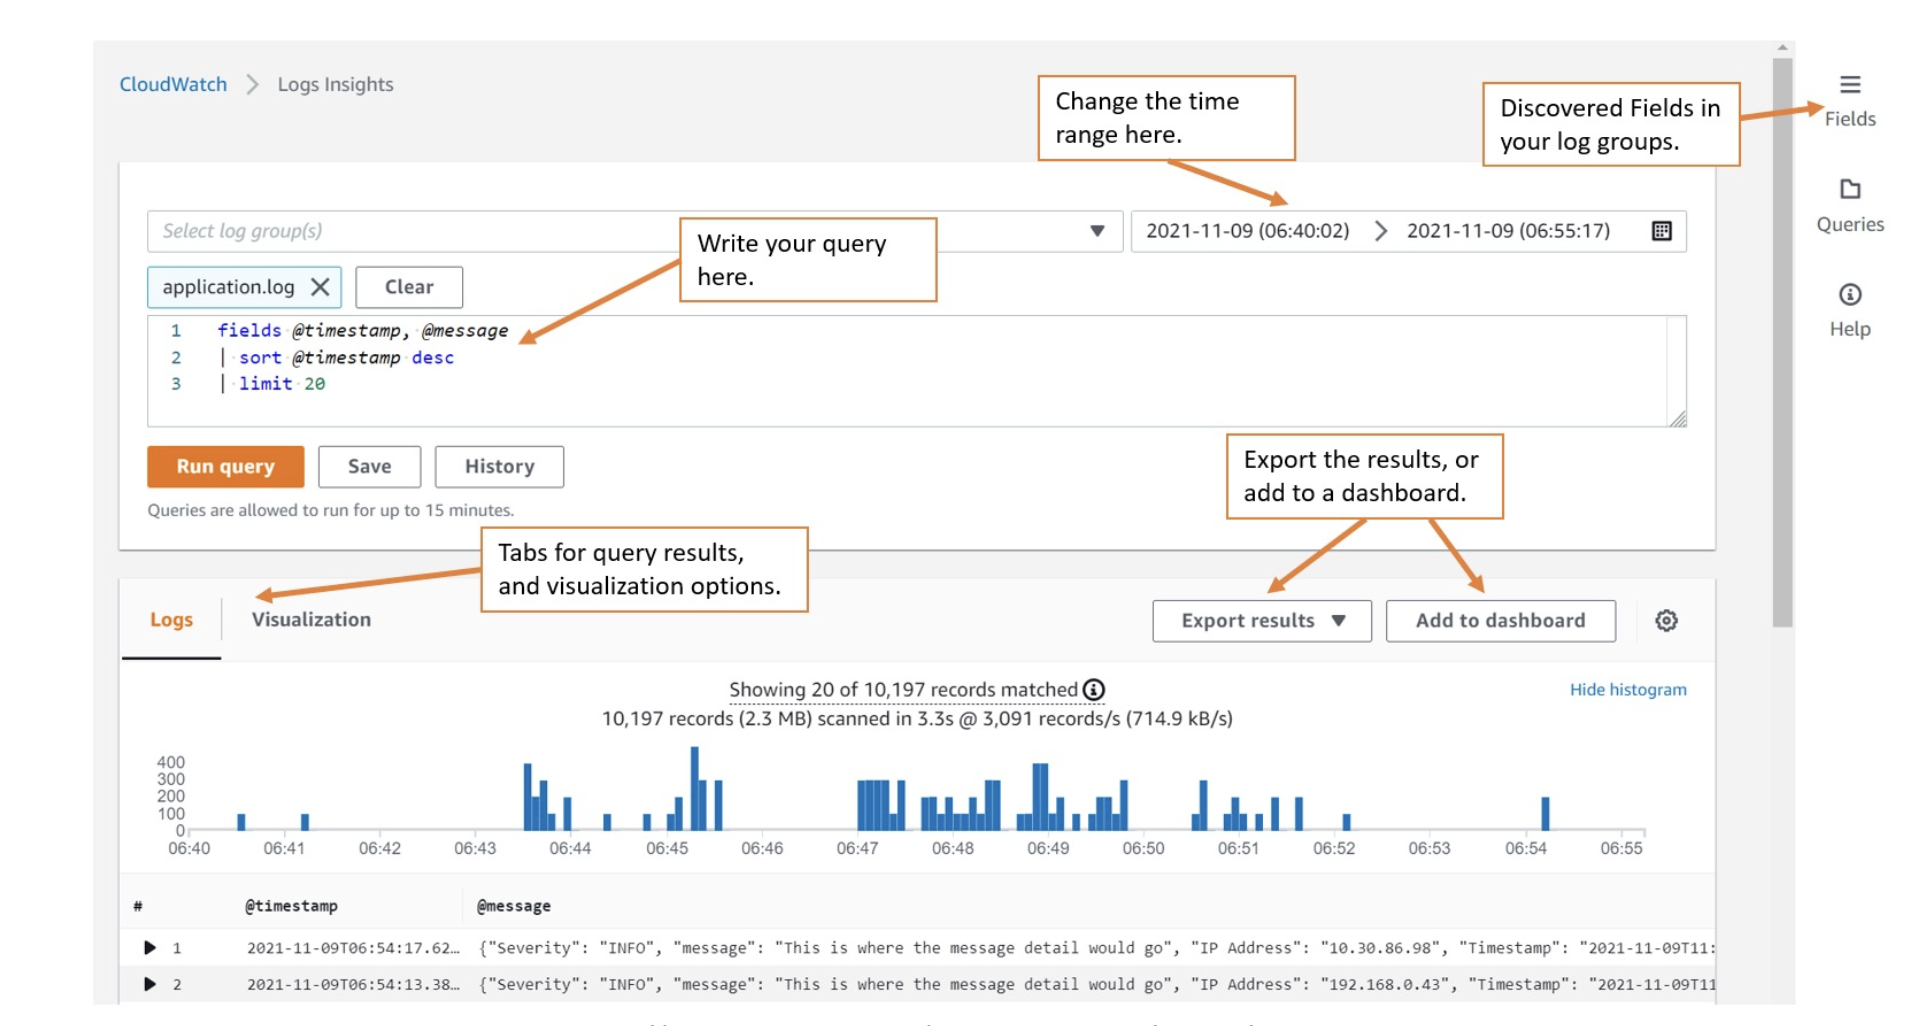 CloudWatch > Logs Insights
Change the time
range here.
Discovered Fields in
your log groups.
Fields
Queries
Help
Select log group(s)
2021-11-09 (06:40:02) > 2021-11-09 (06:55:17)
Write your query
here.
application.log Clear
1 fields @timestamp, @message
2 | sort @timestamp desc
3 | limit 20
Run query Save History
Queries are allowed to run for up to 15 minutes.
Export the results, or
add to a dashboard.
Tabs for query results,
and visualization options.
Logs Visualization Export results Add to dashboard
Showing 20 of 10,197 records matched
Hide histogram
10,197 records (2.3 MB) scanned in 3.3s @ 3,091 records/s (714.9 kB/s)
400
300
200
100
0
06:40 06:41 06:42 06:43 06:44 06:45 06:46 06:47 06:48 06:49 06:50 06:51 06:52 06:53 06:54 06:55
# @timestamp @message
1 2021-11-09T06:54:17.62… {"Severity": "INFO", "message": "This is where the message detail would go", "IP Address": "10.30.86.98", "Timestamp": "2021-11-09T11:
2 2021-11-09T06:54:13.38… {"Severity": "INFO", "message": "This is where the message detail would go", "IP Address": "192.168.0.43", "Timestamp": "2021-11-09T11